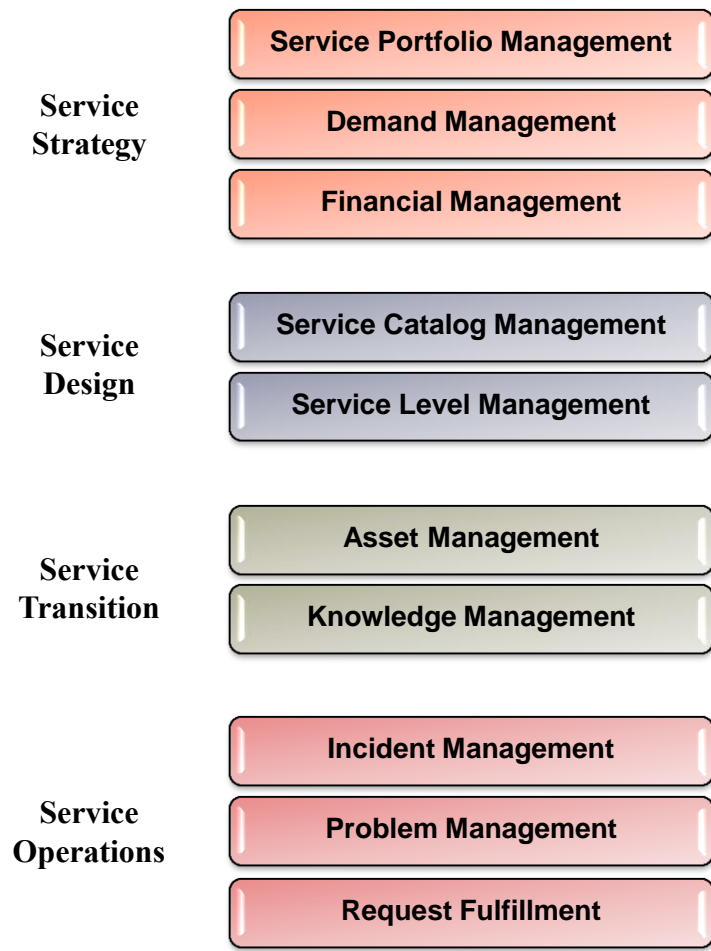 Service
Strategy
Service Portfolio Management
Demand Management
Financial Management
Service
Design
Service Catalog Management
Service Level Management
Service
Transition
Asset Management
Knowledge Management
Service
Operations
Incident Management
Problem Management
Request Fulfillment